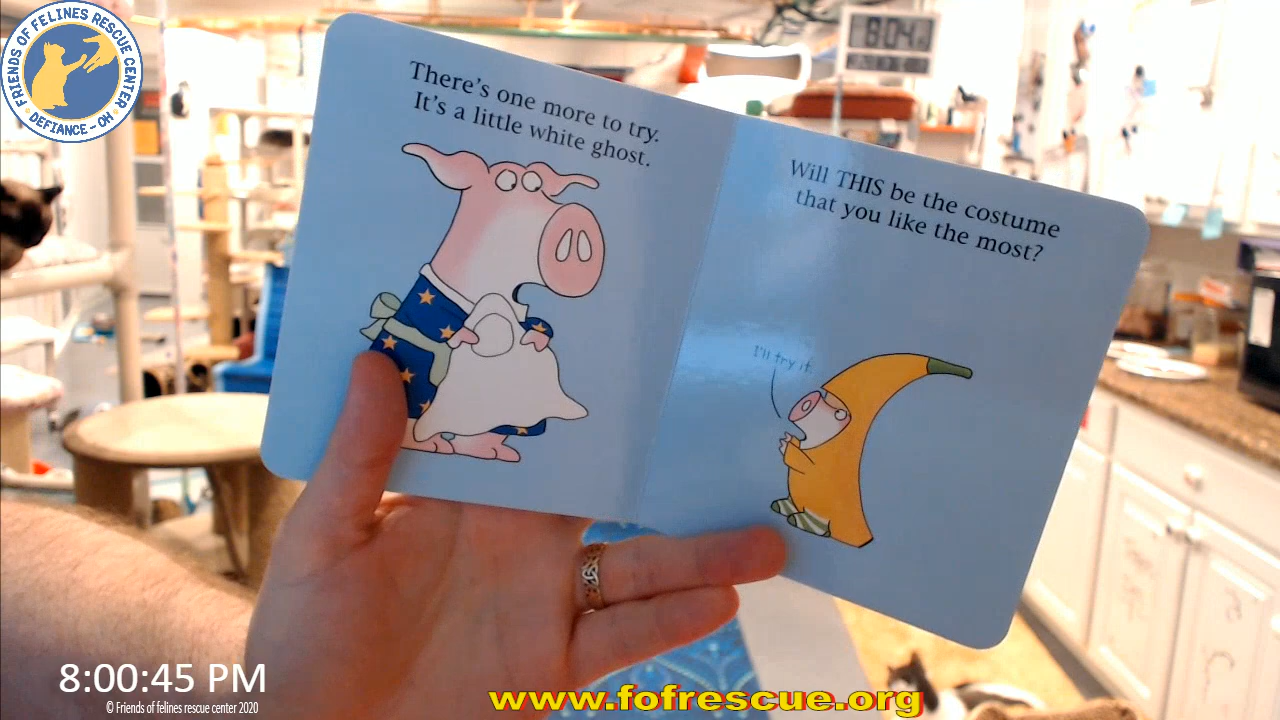 FRIENDS OF FELINES RESCUE CENTER
DEFIANCE - OH
8:04
There's one more to try.
It's a little white ghost.
Will THIS be the costume
that you like the most?
I'll try it.
8:00:45 PM
© Friends of felines rescue center 2020
www.fofrescue.org